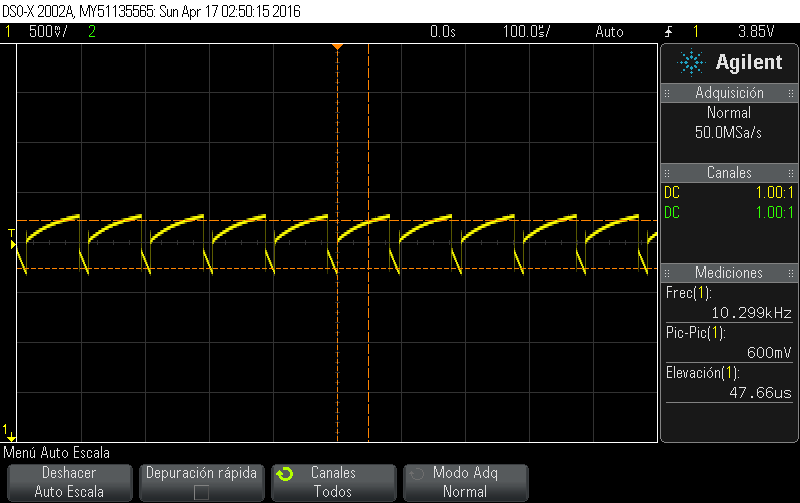 DSO-X 2002A, MY51135565: Sun Apr 17 02:50:15 2016
1 500mV/ 2 0.0s 100.0us/ Auto 1 3.85V
Agilent
Adquisición
Normal
50.0MSa/s
Canales
DC 1.00:1
DC 1.00:1
Mediciones
Frec(1):
10.299kHz
Pic-Pic(1):
600mV
Elevación(1):
47.66us
T
1
Menú Auto Escala
Deshacer
Auto Escala
Depuración rápida
Canales
Todos
Modo Adq
Normal